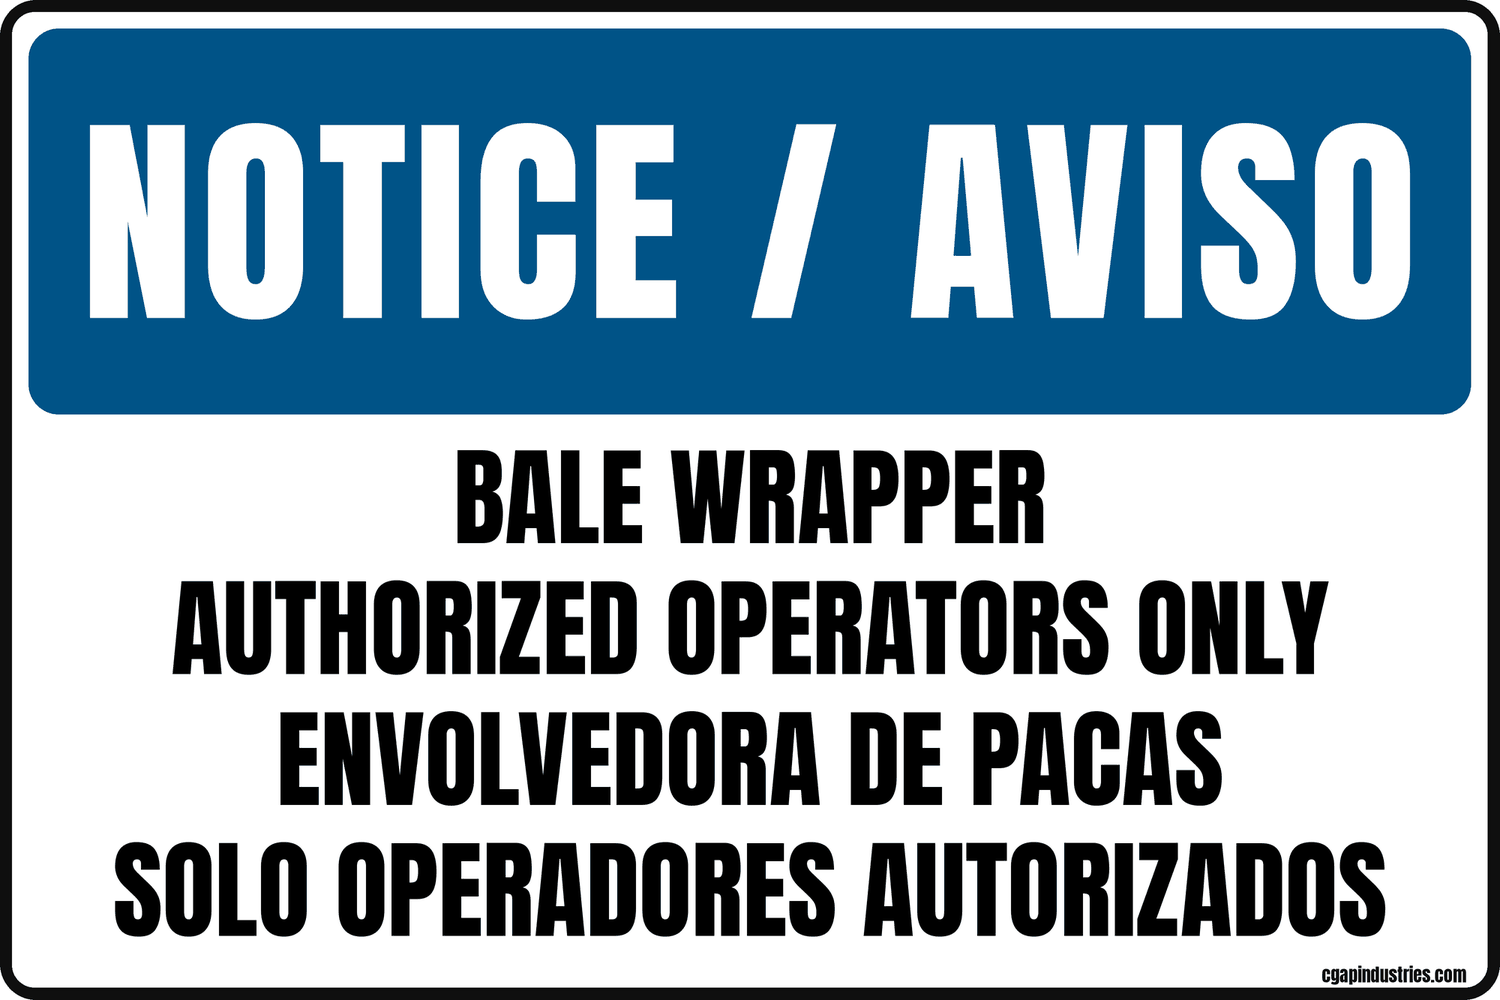 NOTICE / AVISO
BALE WRAPPER
AUTHORIZED OPERATORS ONLY
ENVOLVEDORA DE PACAS
SOLO OPERADORES AUTORIZADOS
cgapindustries.com